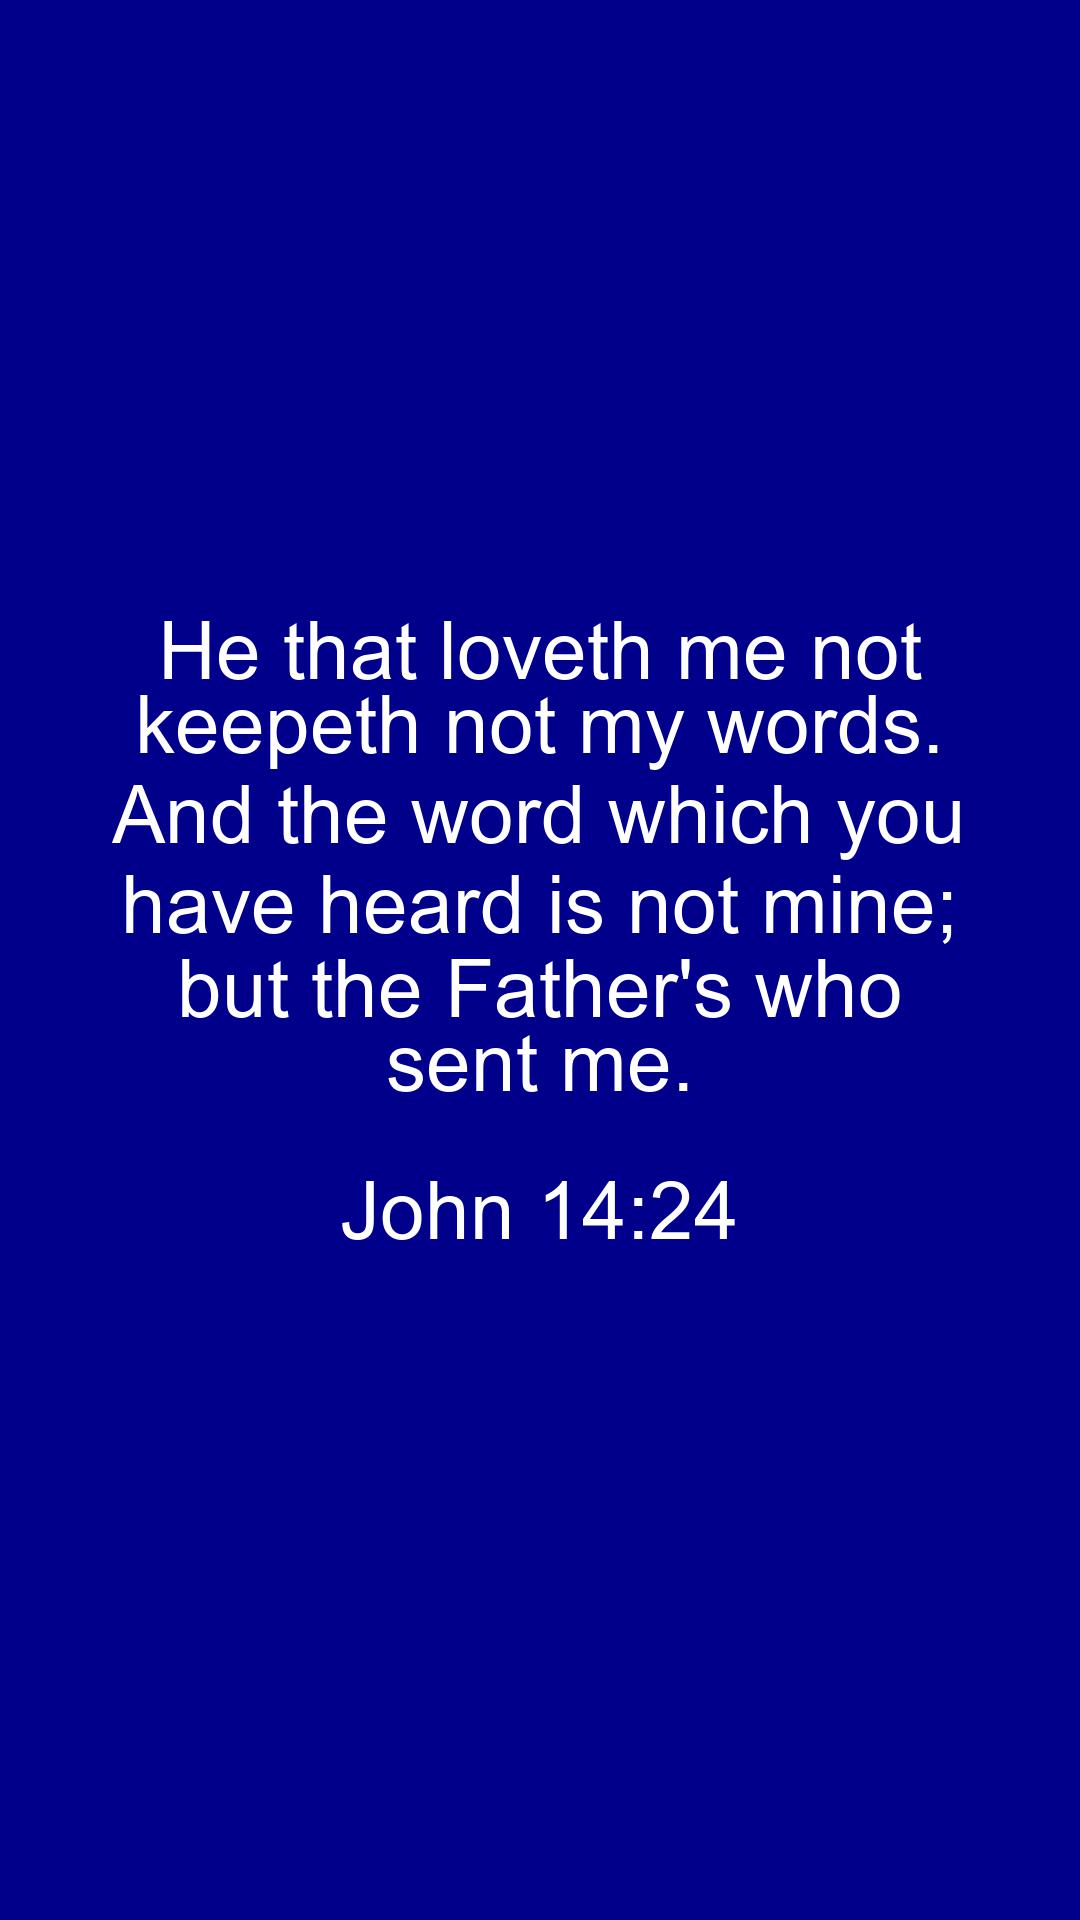 He that loveth me not
keepeth not my words.
And the word which you
have heard is not mine;
but the Father's who
sent me.
John 14:24